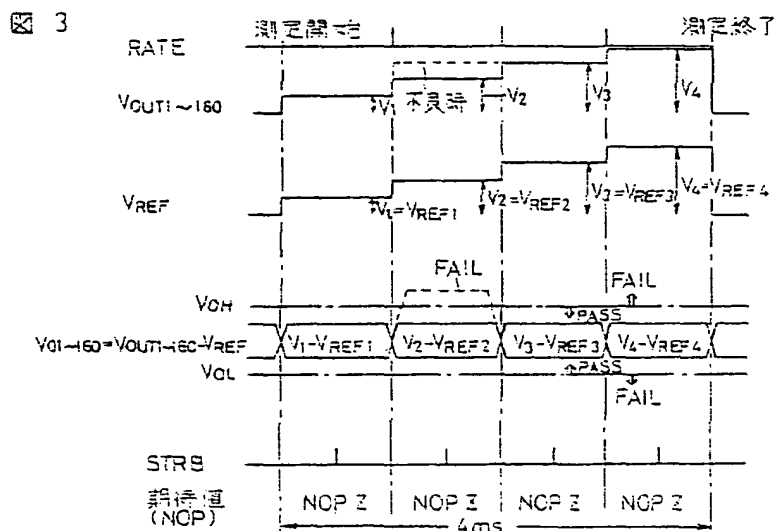 図 3
測定開始
測定終了
RATE
VOUT1~160
V1
不良時
V2
V3
V4
VREF
V1=VREF1
V2=VREF2
V3=VREF3
V4=VREF4
FAIL
FAIL
VOH
PASS
VO1~160=VOUT1~160-VREF
V1-VREF1
V2-VREF2
V3-VREF3
V4-VREF4
VOL
PASS
FAIL
STRB
期待値
(NOP)
NOP Z
NOP Z
NOP Z
NOP Z
4ms